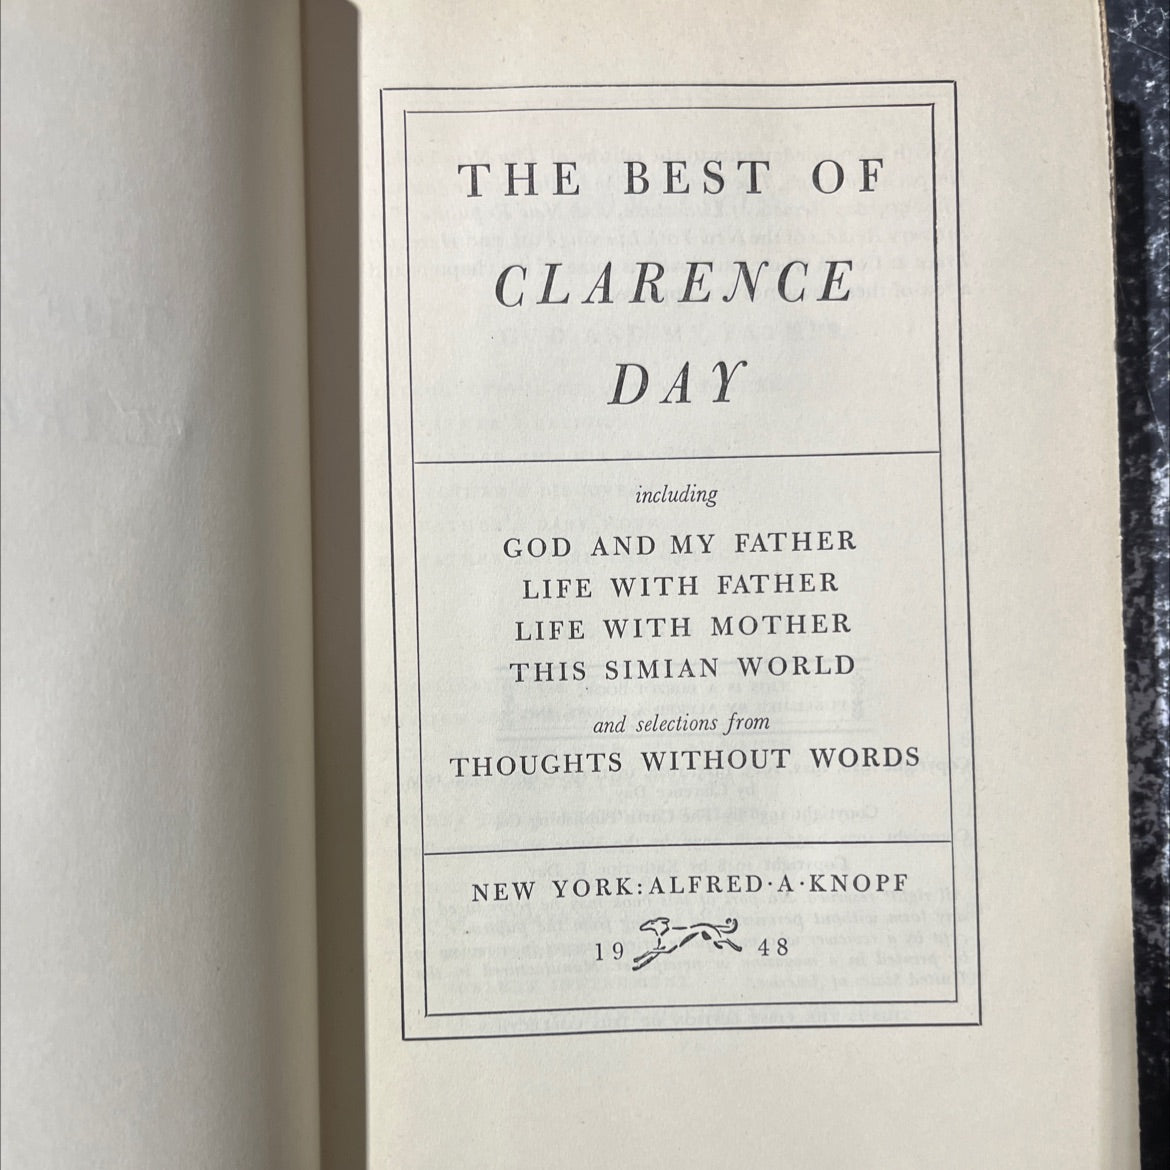 THE BEST OF
CLARENCE
DAY
including
GOD AND MY FATHER
LIFE WITH FATHER
LIFE WITH MOTHER
THIS SIMIAN WORLD
and selections from
THOUGHTS WITHOUT WORDS
NEW YORK: ALFRED·A·KNOPF
19 48